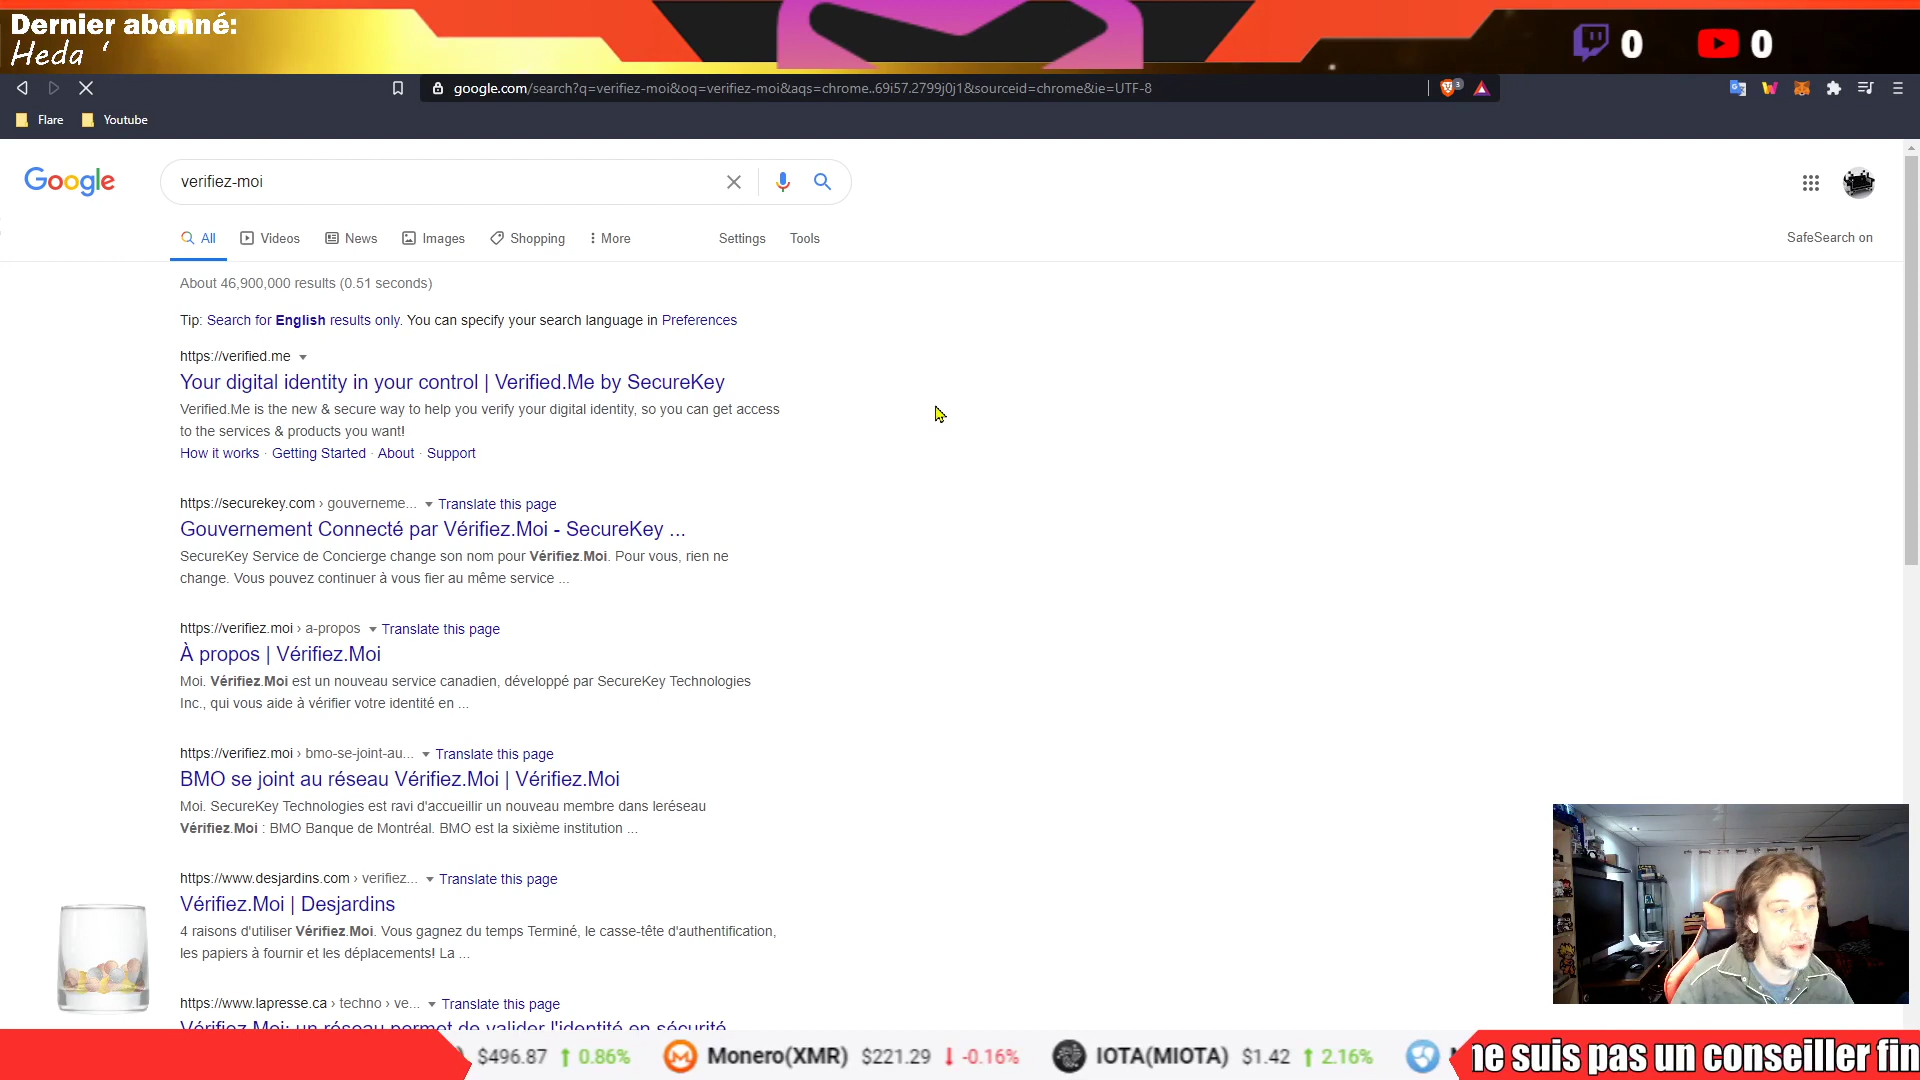 Dernier abonné:
Heda '
0
0
google.com/search?q=verifiez-moi&oq=verifiez-moi&aqs=chrome..69i57.2799j0j1&sourceid=chrome&ie=UTF-8
3
Flare
Youtube
Google
verifiez-moi
All
Videos
News
Images
Shopping
More
Settings
Tools
SafeSearch on
About 46,900,000 results (0.51 seconds)
Tip: Search for English results only. You can specify your search language in Preferences
https://verified.me
Your digital identity in your control | Verified.Me by SecureKey
Verified.Me is the new & secure way to help you verify your digital identity, so you can get access
to the services & products you want!
How it works · Getting Started · About · Support
https://securekey.com › gouverneme... Translate this page
Gouvernement Connecté par Vérifiez.Moi - SecureKey ...
SecureKey Service de Concierge change son nom pour Vérifiez.Moi. Pour vous, rien ne
change. Vous pouvez continuer à vous fier au même service ...
https://verifiez.moi › a-propos Translate this page
À propos | Vérifiez.Moi
Moi. Vérifiez.Moi est un nouveau service canadien, développé par SecureKey Technologies
Inc., qui vous aide à vérifier votre identité en ...
https://verifiez.moi › bmo-se-joint-au... Translate this page
BMO se joint au réseau Vérifiez.Moi | Vérifiez.Moi
Moi. SecureKey Technologies est ravi d'accueillir un nouveau membre dans leréseau
Vérifiez.Moi : BMO Banque de Montréal. BMO est la sixième institution ...
https://www.desjardins.com › verifiez... Translate this page
Vérifiez.Moi | Desjardins
4 raisons d'utiliser Vérifiez.Moi. Vous gagnez du temps Terminé, le casse-tête d'authentification,
les papiers à fournir et les déplacements! La ...
https://www.lapresse.ca › techno › ve... Translate this page
Vérifiez.Moi: un réseau permet de valider l'identité en sécurité
) $496.87 0.86% Monero(XMR) $221.29 -0.16% IOTA(MIOTA) $1.42 2.16%
ne suis pas un conseiller fin